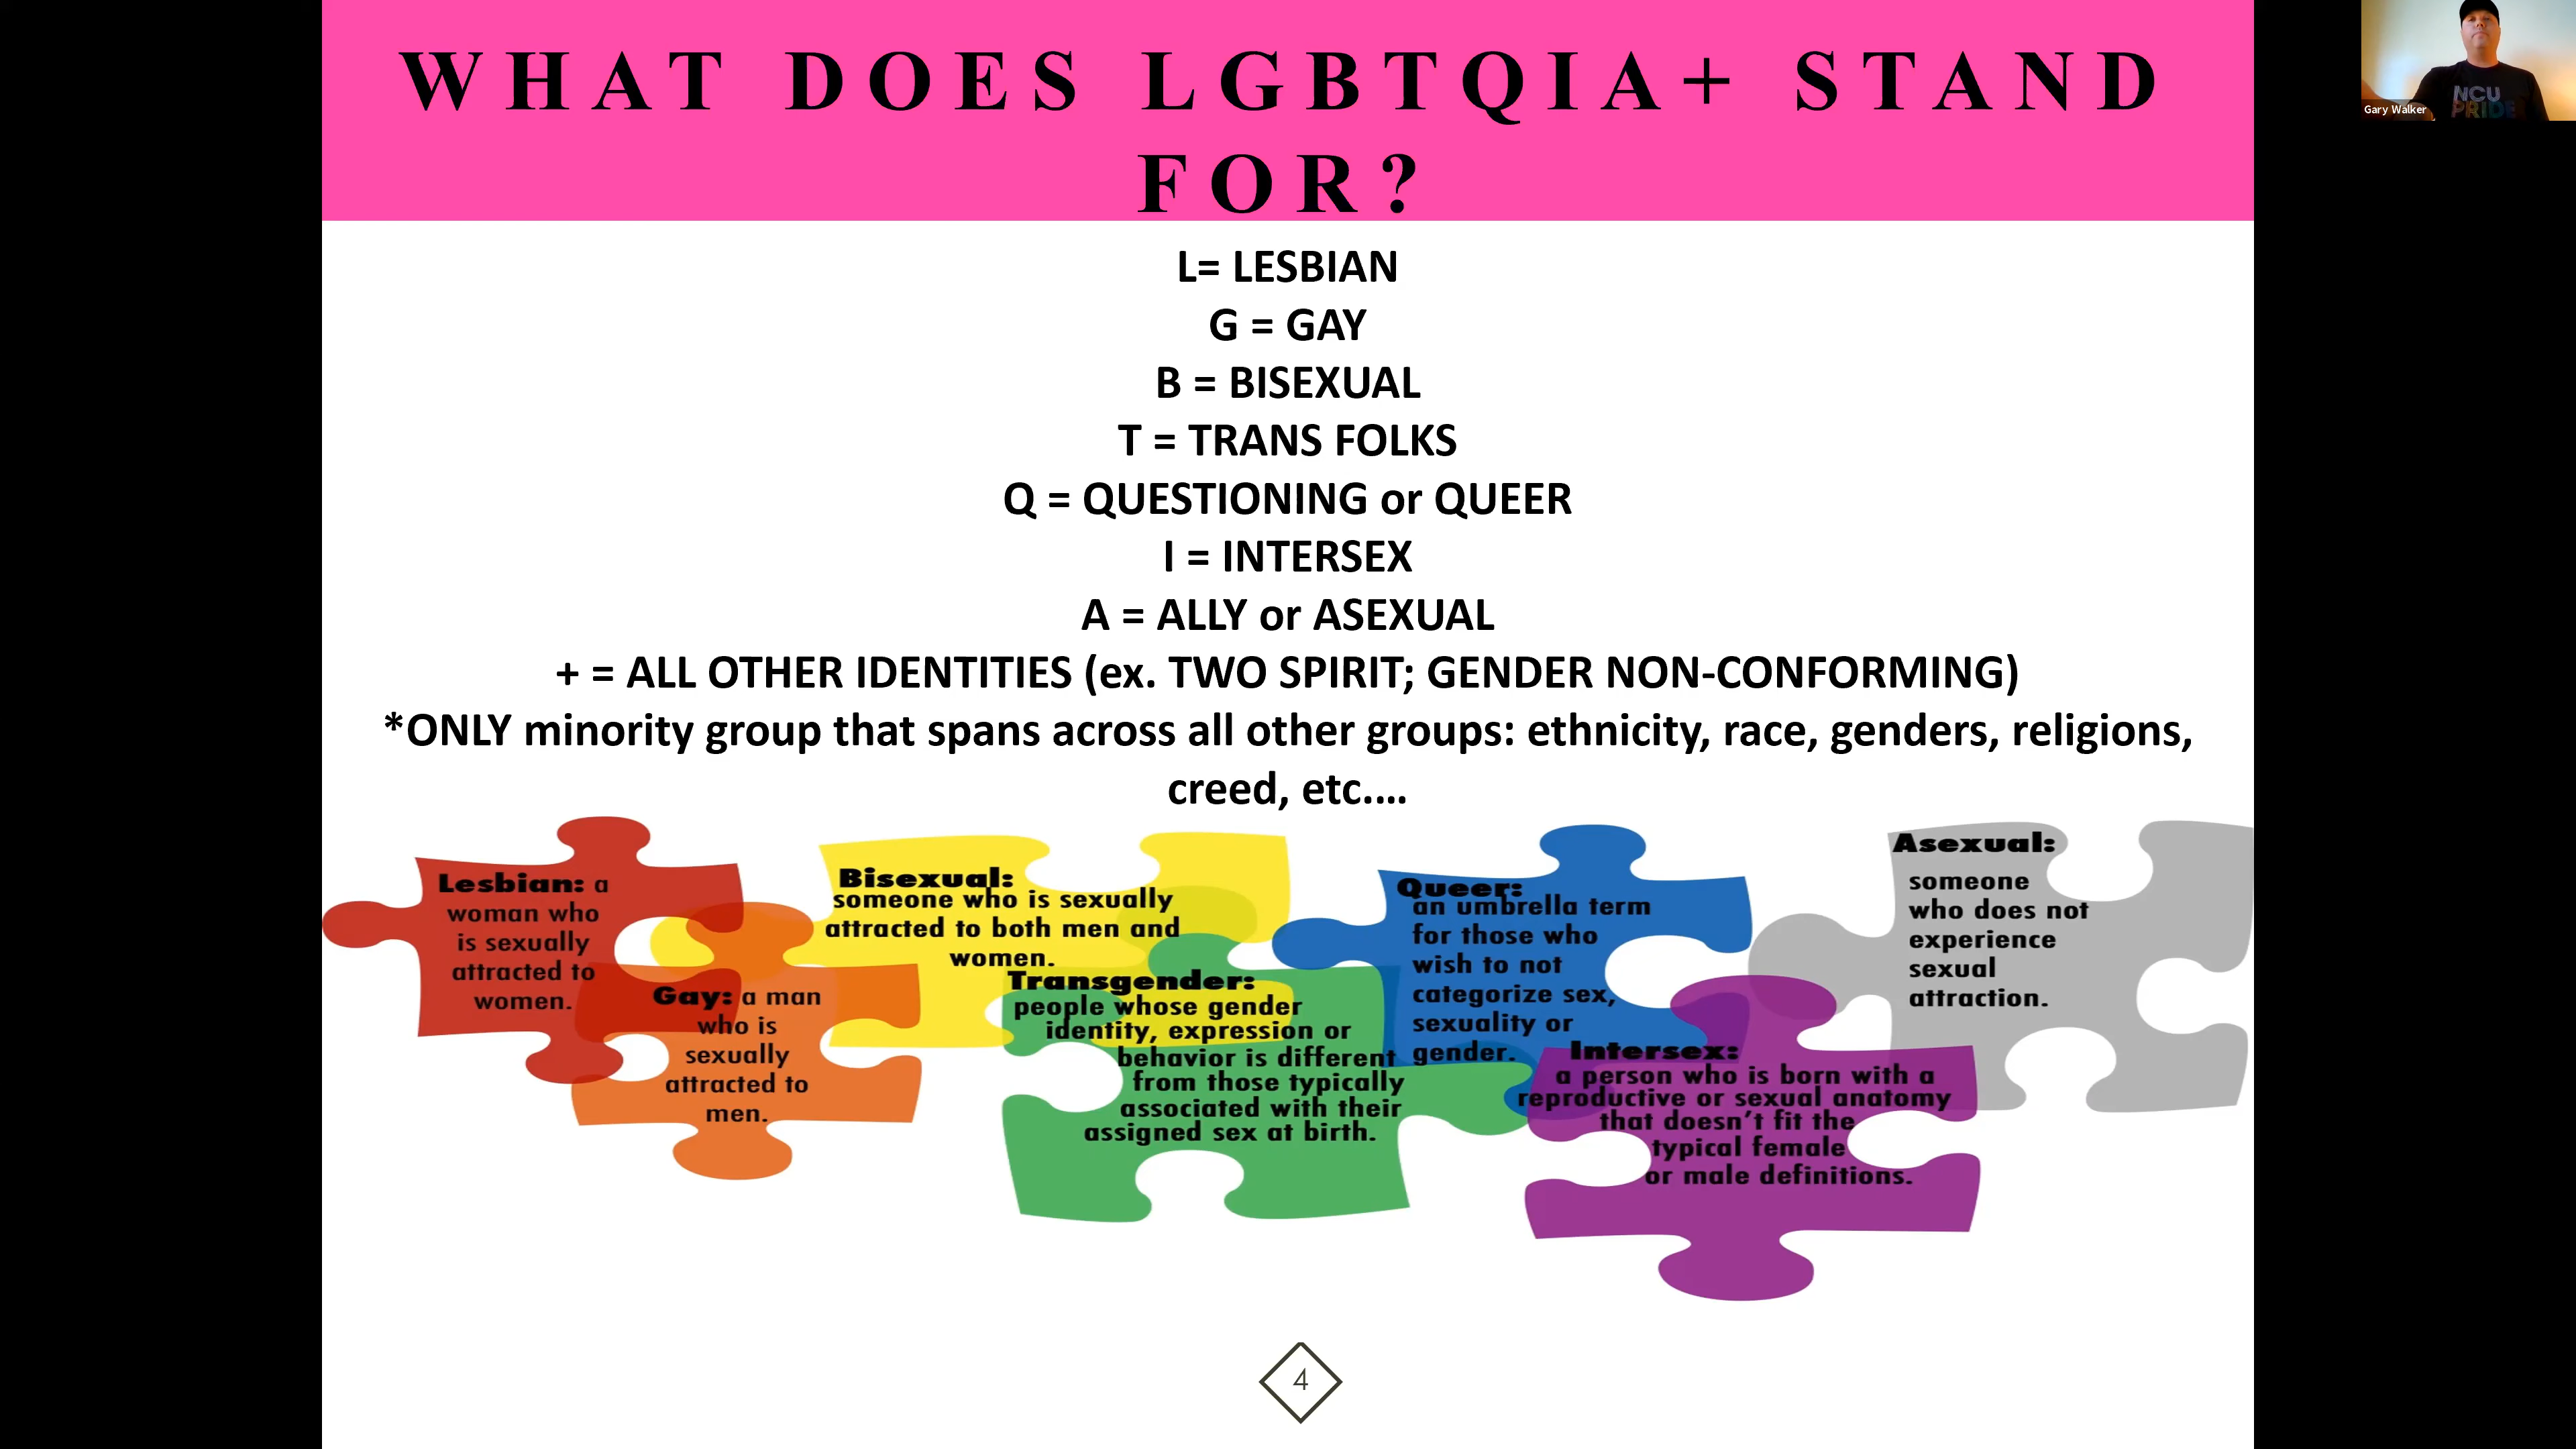 WHAT DOES LGBTQIA+ STAND
FOR?
NCU
PRIDE
Gary Walker
L= LESBIAN
G = GAY
B = BISEXUAL
T = TRANS FOLKS
Q = QUESTIONING or QUEER
I = INTERSEX
A = ALLY or ASEXUAL
+ = ALL OTHER IDENTITIES (ex. TWO SPIRIT; GENDER NON-CONFORMING)
*ONLY minority group that spans across all other groups: ethnicity, race, genders, religions,
creed, etc....
Lesbian: a
woman who
is sexually
attracted to
women.
Gay: a man
who is
sexually
attracted to
men.
Bisexual:
someone who is sexually
attracted to both men and
women.
Transgender:
people whose gender
identity, expression or
behavior is different
from those typically
associated with their
assigned sex at birth.
Queer:
an umbrella term
for those who
wish to not
categorize sex,
sexuality or
gender.
Intersex:
a person who is born with a
reproductive or sexual anatomy
that doesn't fit the
typical female
or male definitions.
Asexual:
someone
who does not
experience
sexual
attraction.
4